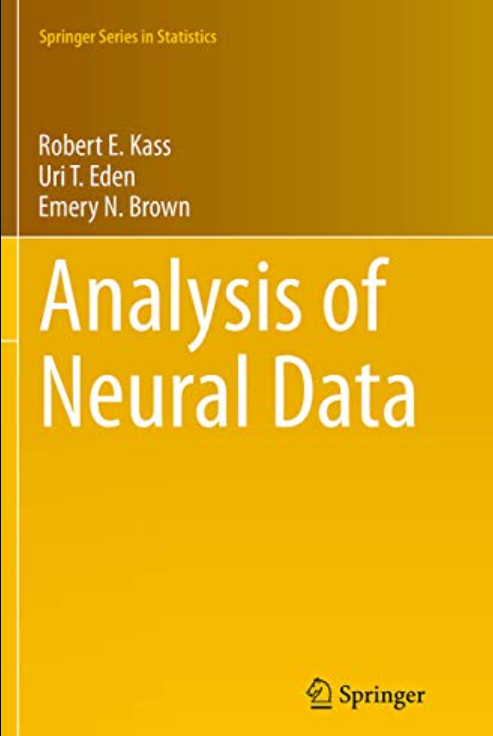 Springer Series in Statistics
Robert E. Kass
Uri T. Eden
Emery N. Brown
Analysis of
Neural Data
Springer